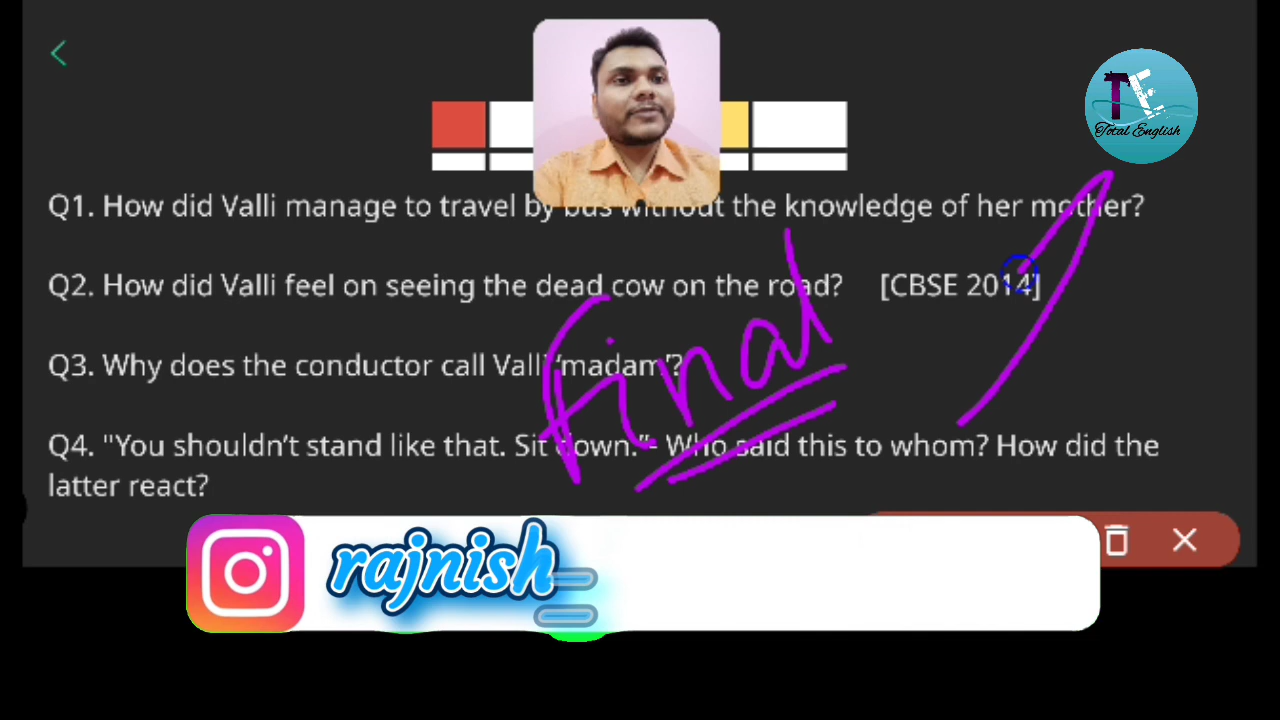 TE
Total English
Q1. How did Valli manage to travel by bus without the knowledge of her mother?
Q2. How did Valli feel on seeing the dead cow on the road? [CBSE 2014]
Q3. Why does the conductor call Valli 'madam'?
Final
Q4. "You shouldn't stand like that. Sit down."- Who said this to whom? How did the
latter react?
rajnish